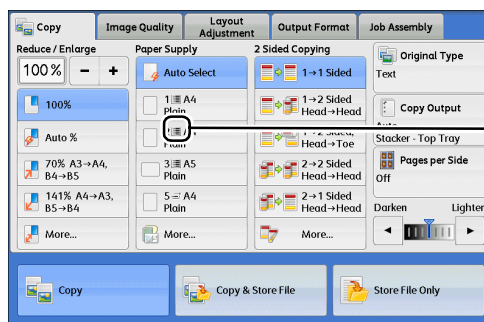 Copy
Image Quality
Layout
Adjustment
Output Format
Job Assembly
Reduce / Enlarge
100%
−
+
100%
Auto %
70% A3→A4,
B4→B5
141% A4→A3,
B5→B4
More...
Paper Supply
Auto Select
1 A4
Plain
Plain
3 A5
Plain
5 A4
Plain
More...
2 Sided Copying
1→1 Sided
1→2 Sided
Head→Head
1→2 Sided,
Head→Toe
2→2 Sided
Head→Head
2→1 Sided
Head→Head
More...
Original Type
Text
Copy Output
Auto
Stacker - Top Tray
Pages per Side
Off
Darken
Lighter
Copy
Copy & Store File
Store File Only